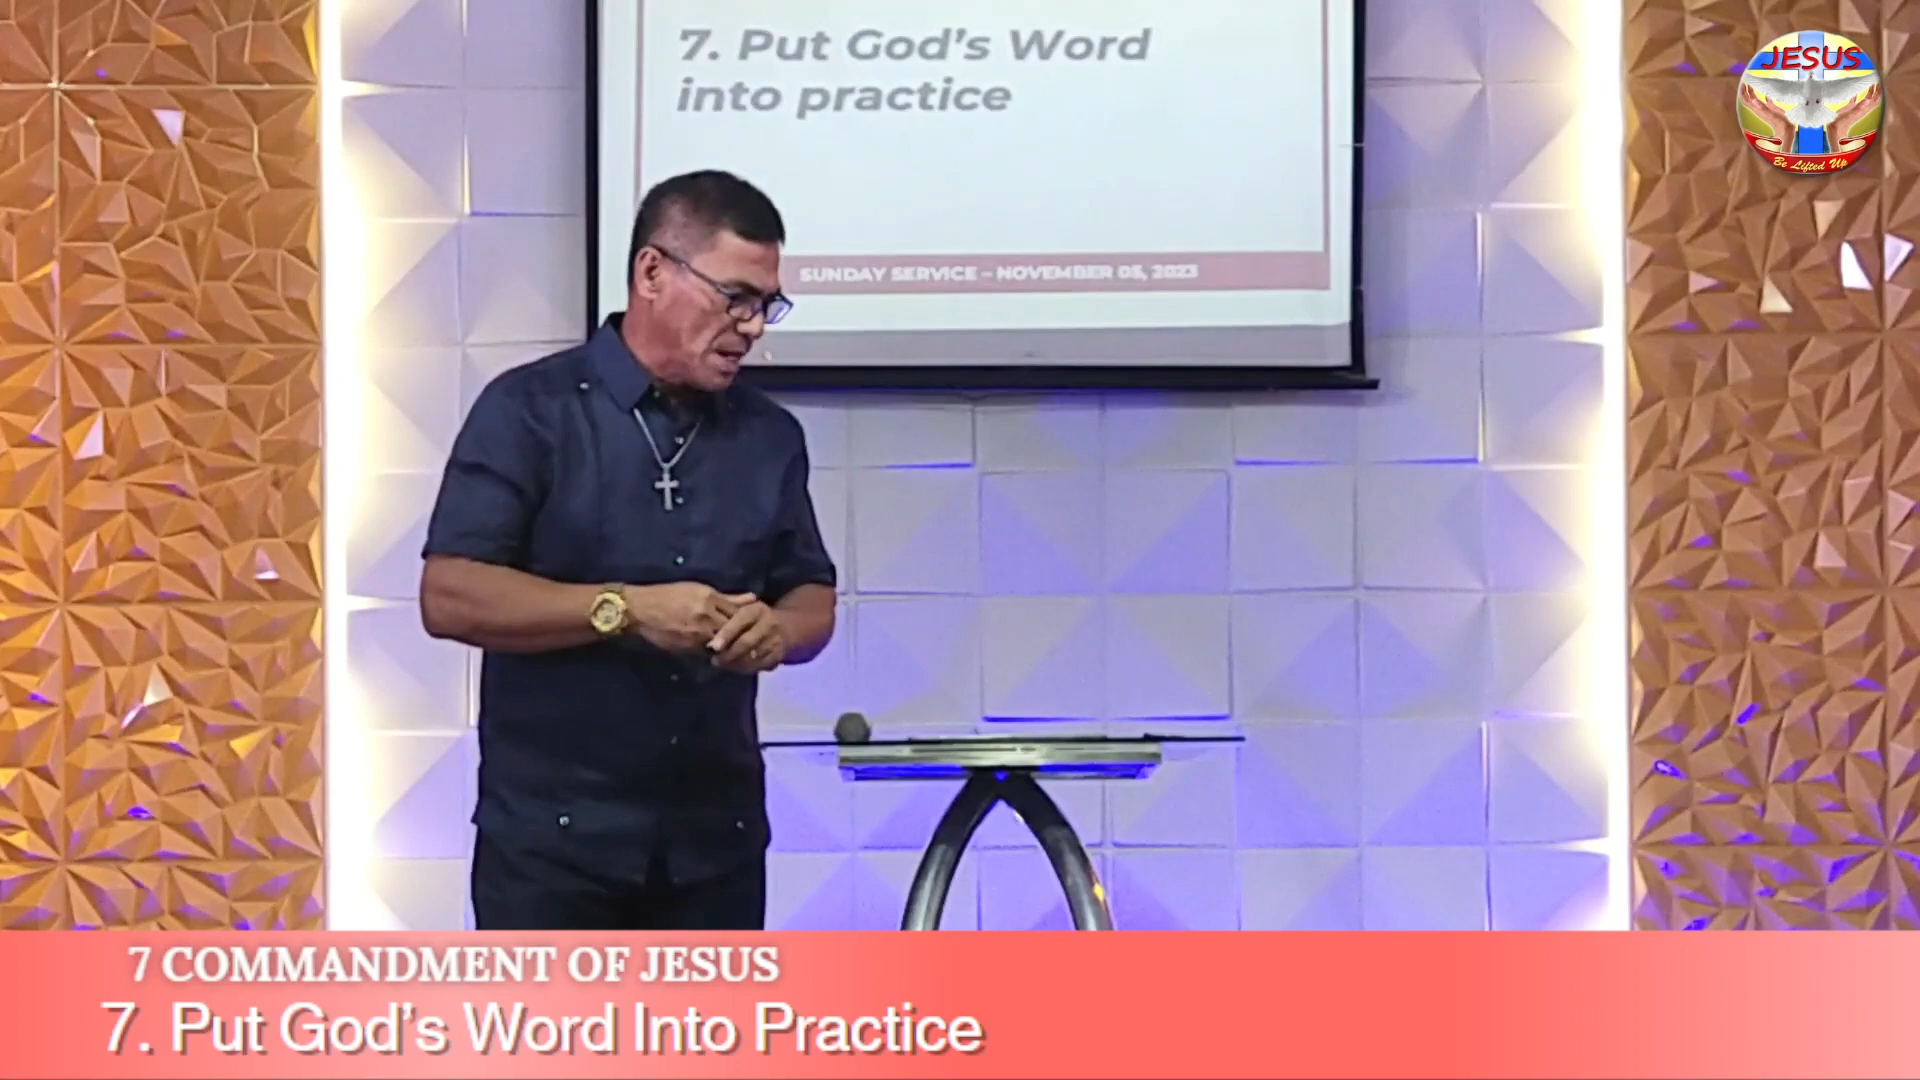 7. Put God's Word
into practice
SUNDAY SERVICE – NOVEMBER 05, 2023
JESUS
Be Lifted Up
7 COMMANDMENT OF JESUS
7. Put God's Word Into Practice